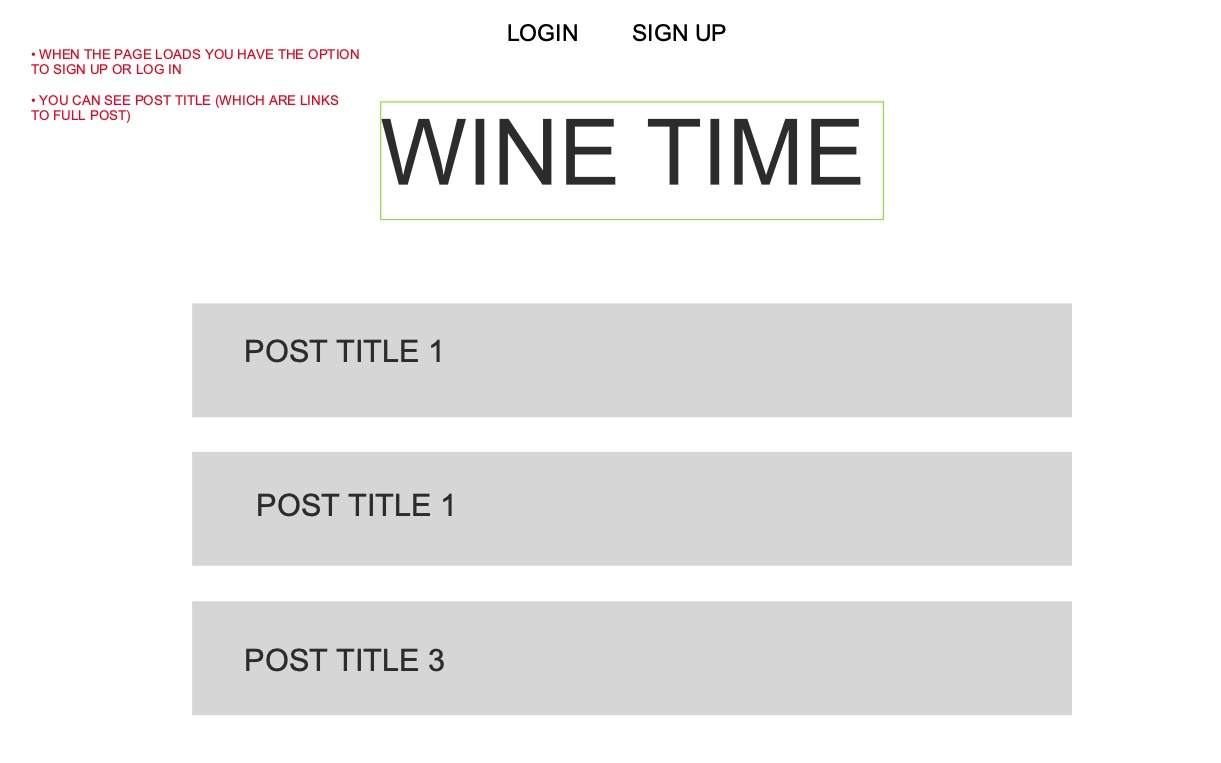 LOGIN SIGN UP
• WHEN THE PAGE LOADS YOU HAVE THE OPTION
TO SIGN UP OR LOG IN
• YOU CAN SEE POST TITLE (WHICH ARE LINKS
TO FULL POST)
WINE TIME
POST TITLE 1
POST TITLE 1
POST TITLE 3